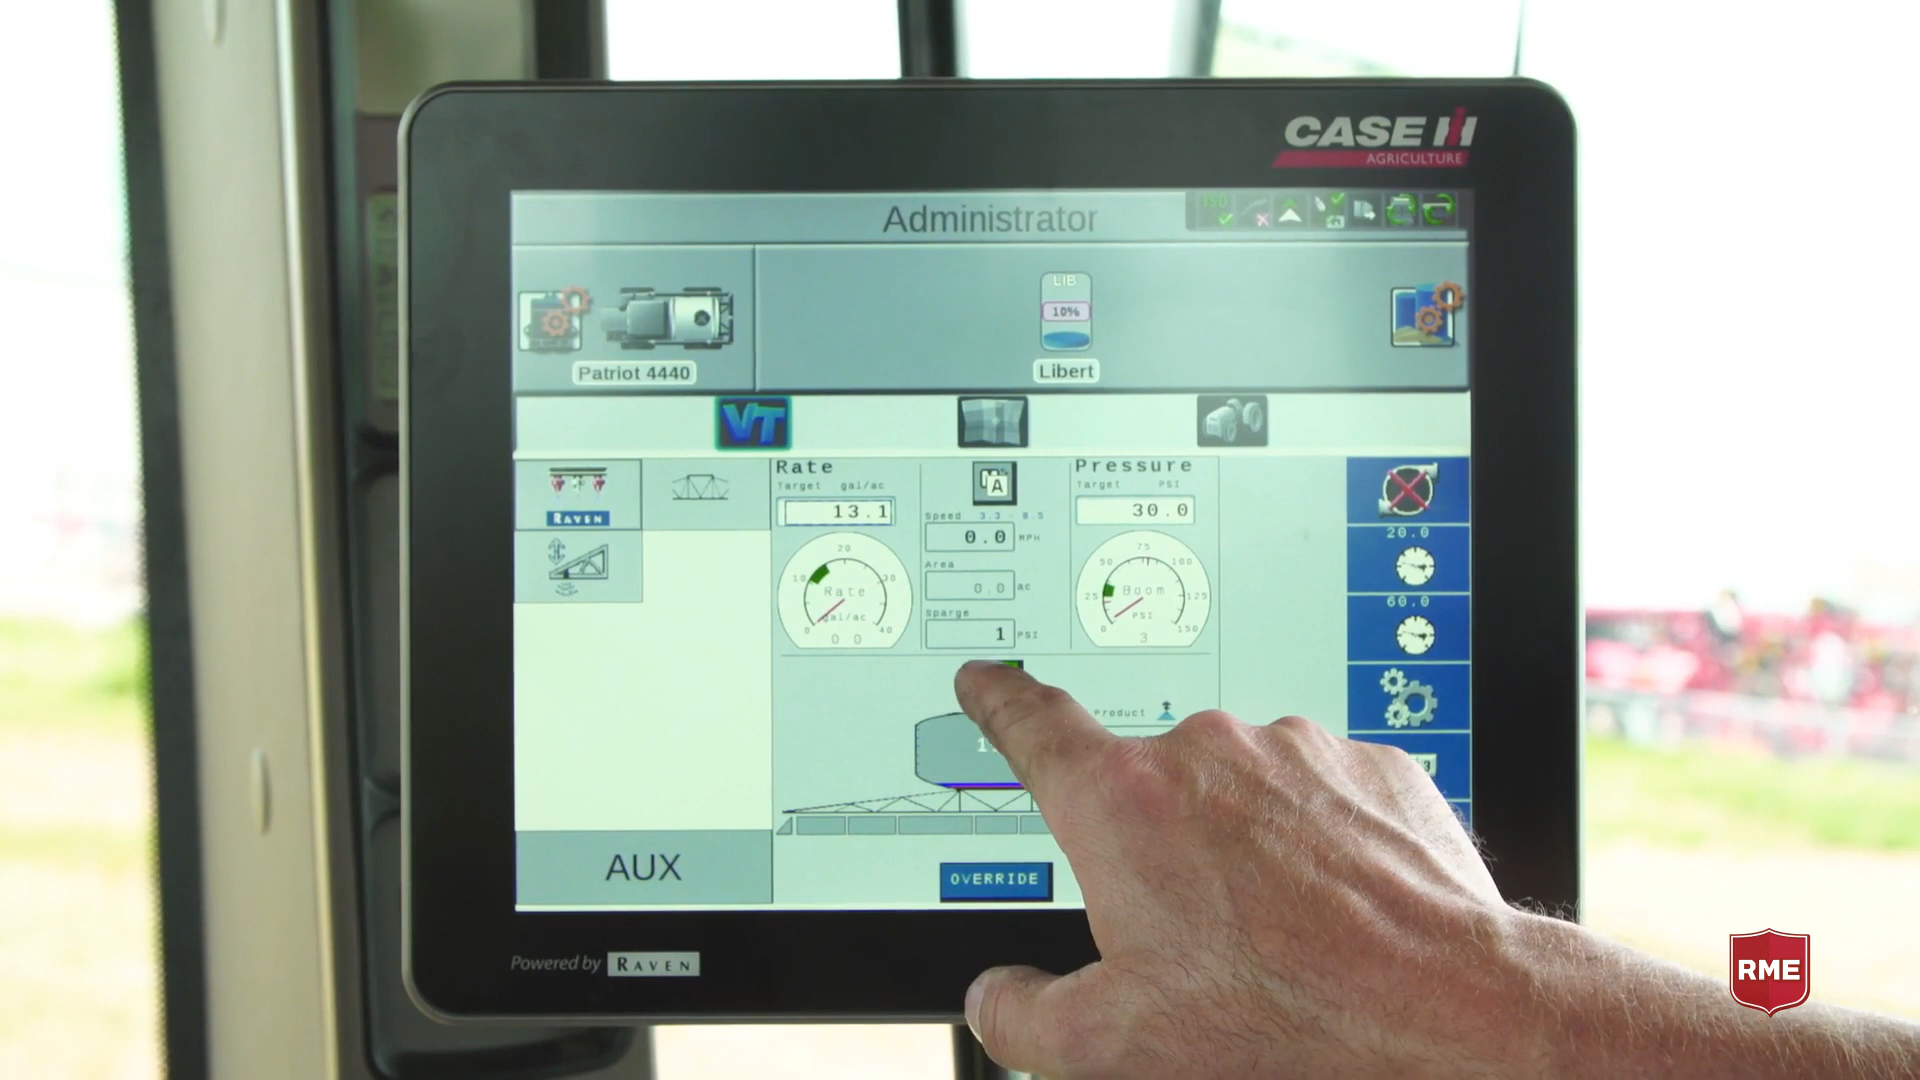 CASE IH
AGRICULTURE
Administrator
ISO
LIB
10%
Patriot 4440
Libert
VT
Rate
Target gal/ac
13.1
M A
Speed 3.3 - 8.5
0.0 MPH
Area
0.0 ac
Sparge
1 PSI
Pressure
Target PSI
30.0
20
10 30
Rate
gal/ac
0 40
0 0
75
50 100
Boom
25 125
PSI
0 150
3
RAVEN
20.0
60.0
Product
AUX
OVERRIDE
Powered by RAVEN
RME